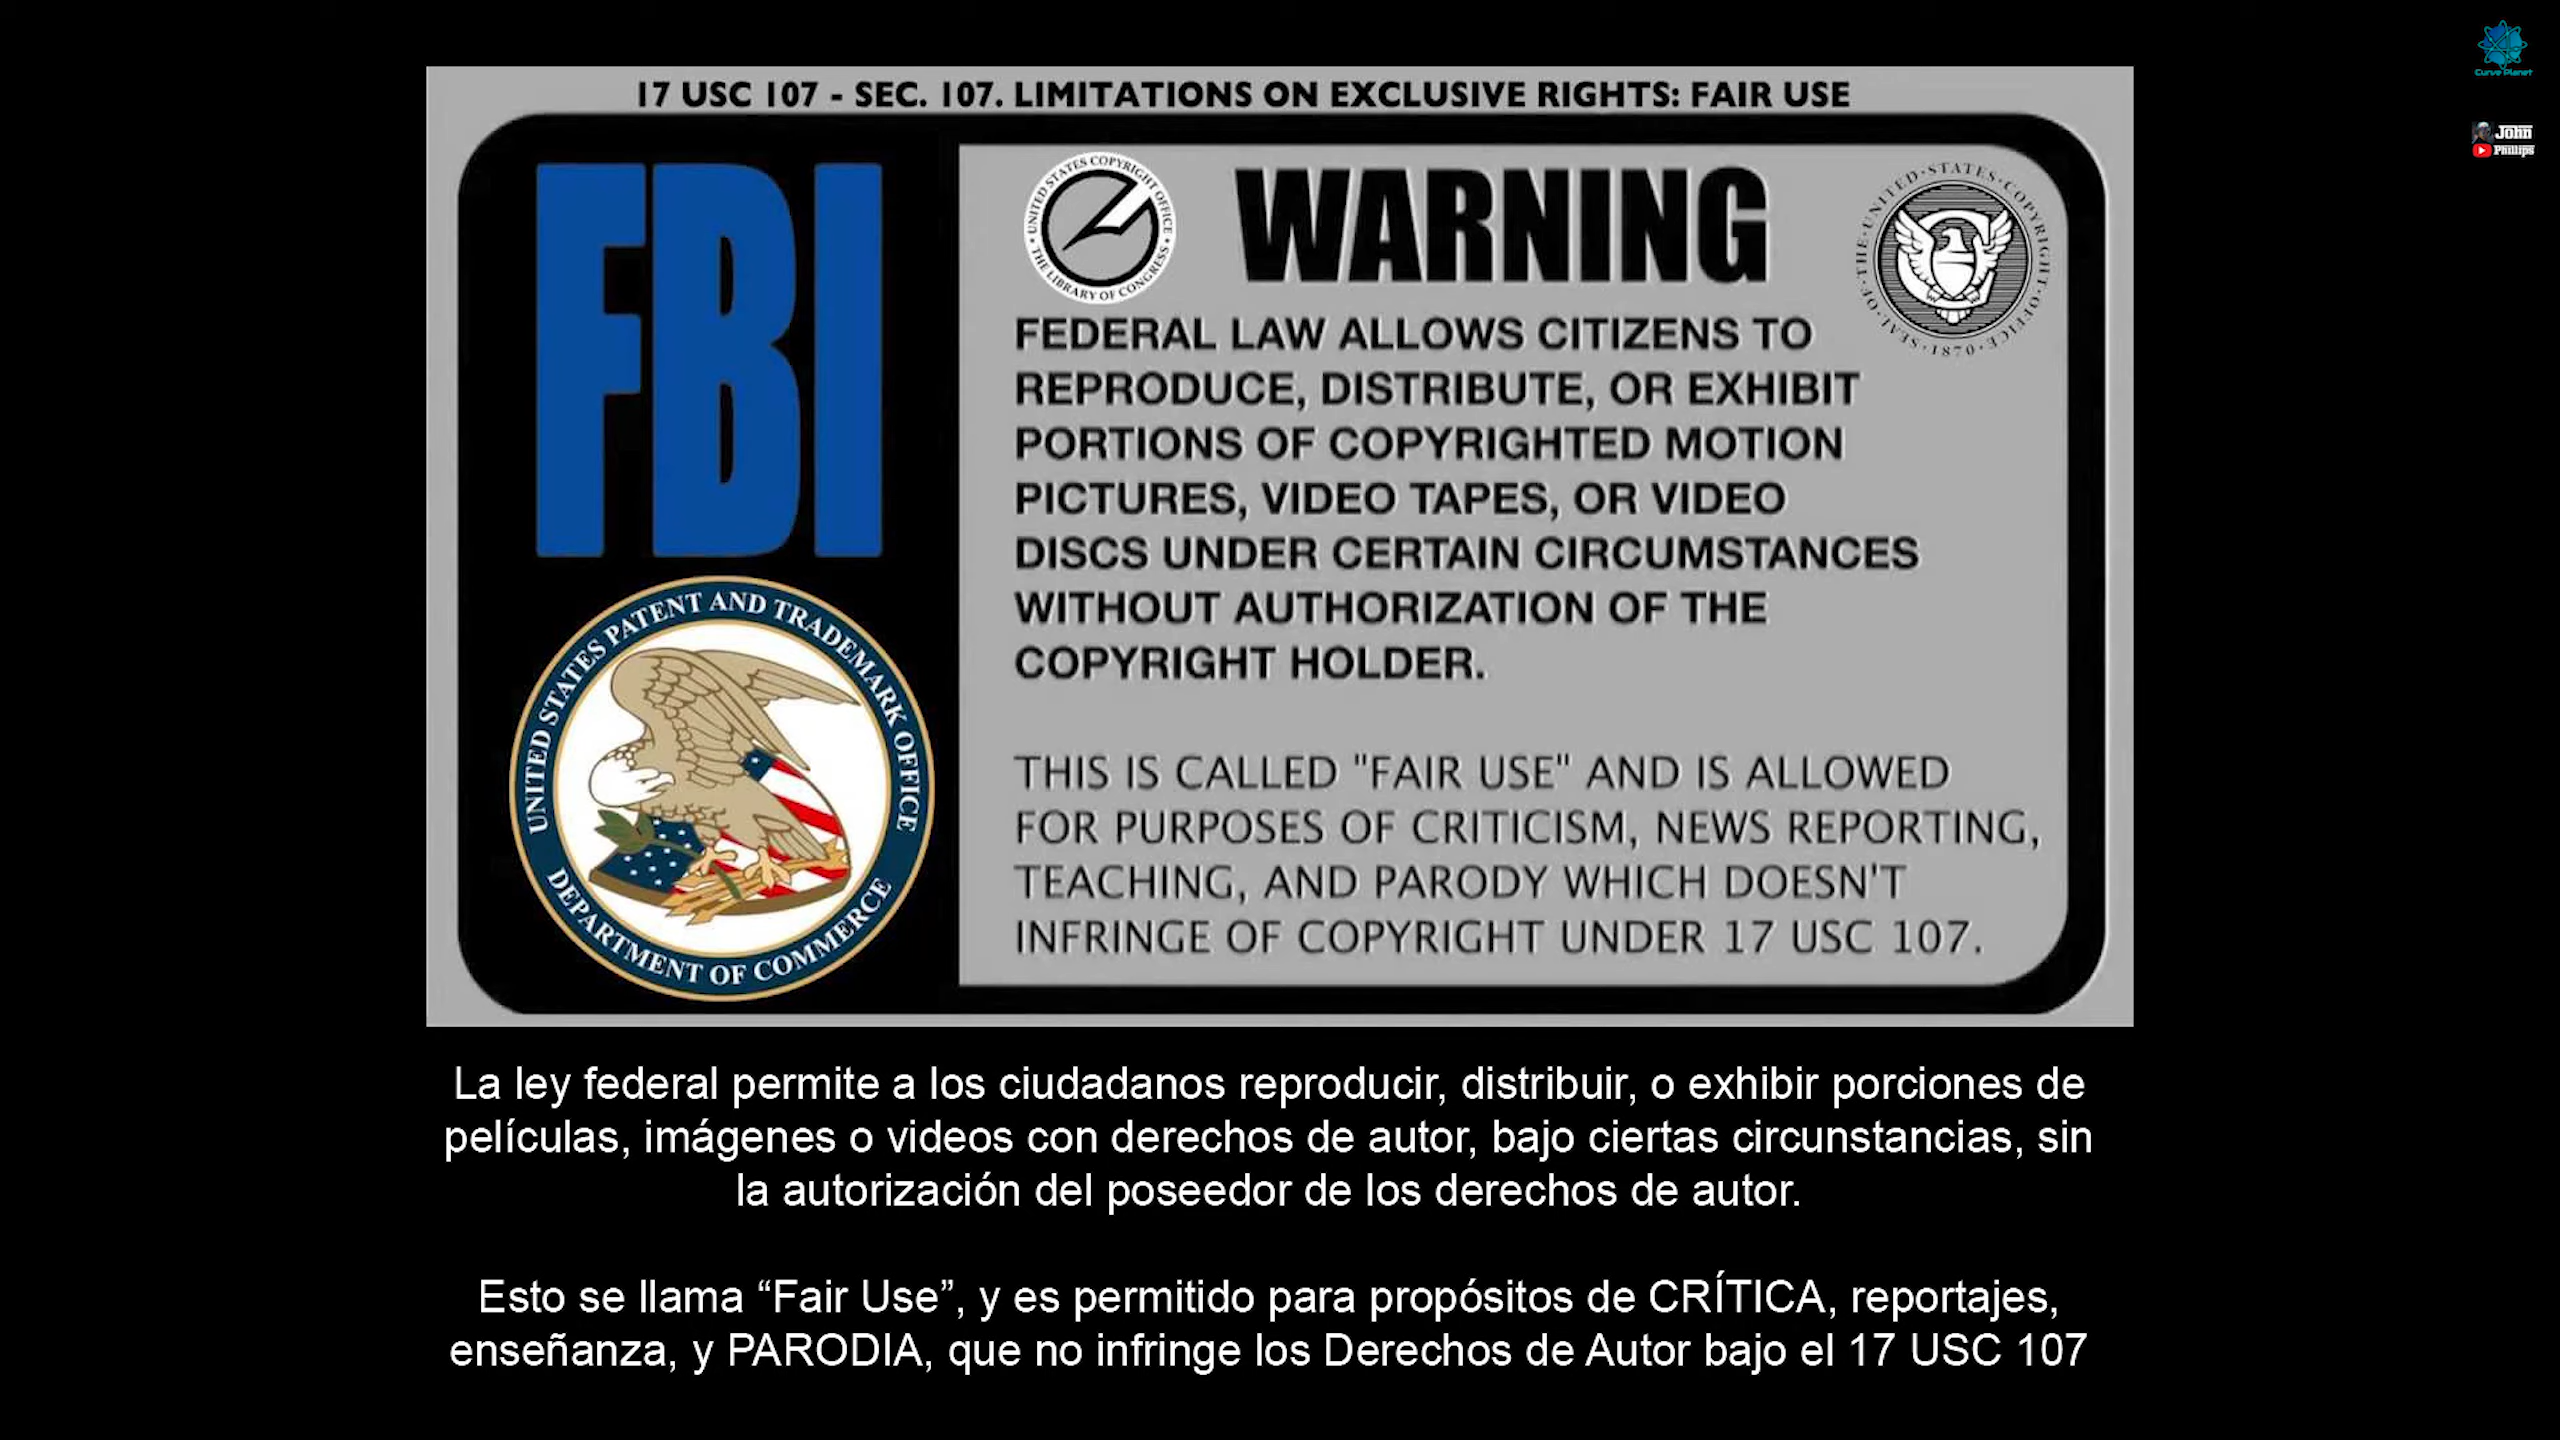 17 USC 107 - SEC. 107. LIMITATIONS ON EXCLUSIVE RIGHTS: FAIR USE
FBI
UNITED STATES PATENT AND TRADEMARK OFFICE
DEPARTMENT OF COMMERCE
UNITED STATES COPYRIGHT OFFICE
THE LIBRARY OF CONGRESS
WARNING
SEAL·OF·THE·UNITED·STATES·COPYRIGHT·OFFICE
1870
FEDERAL LAW ALLOWS CITIZENS TO
REPRODUCE, DISTRIBUTE, OR EXHIBIT
PORTIONS OF COPYRIGHTED MOTION
PICTURES, VIDEO TAPES, OR VIDEO
DISCS UNDER CERTAIN CIRCUMSTANCES
WITHOUT AUTHORIZATION OF THE
COPYRIGHT HOLDER.
THIS IS CALLED "FAIR USE" AND IS ALLOWED
FOR PURPOSES OF CRITICISM, NEWS REPORTING,
TEACHING, AND PARODY WHICH DOESN'T
INFRINGE OF COPYRIGHT UNDER 17 USC 107.
La ley federal permite a los ciudadanos reproducir, distribuir, o exhibir porciones de
películas, imágenes o videos con derechos de autor, bajo ciertas circunstancias, sin
la autorización del poseedor de los derechos de autor.
Esto se llama “Fair Use”, y es permitido para propósitos de CRÍTICA, reportajes,
enseñanza, y PARODIA, que no infringe los Derechos de Autor bajo el 17 USC 107
Curve Planet
John
Phillips